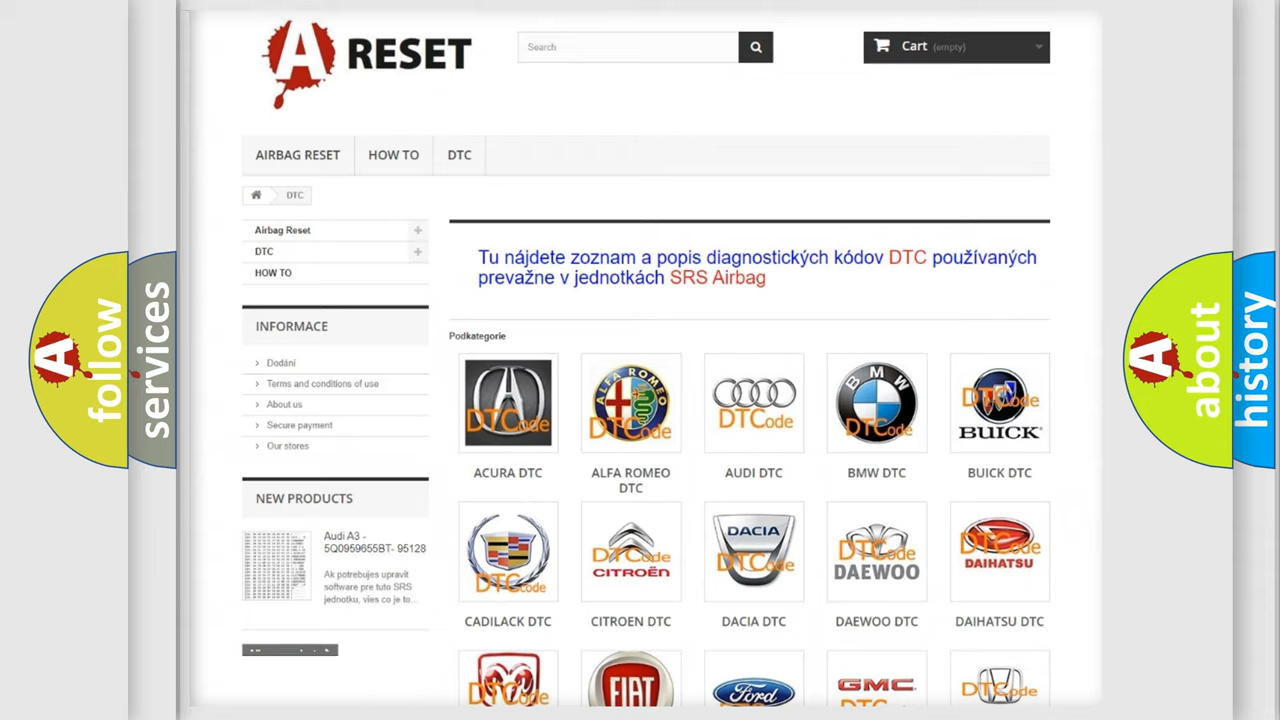 A RESET
Search
Cart (empty)
AIRBAG RESET
HOW TO
DTC
DTC
Airbag Reset
DTC
HOW TO
Tu nájdete zoznam a popis diagnostických kódov DTC používaných
prevažne v jednotkách SRS Airbag
INFORMACE
Dodání
Terms and conditions of use
About us
Secure payment
Our stores
Podkategorie
DTCode
ALFA ROMEO
DTCode
DTCode
BMW
DTCode
DTCode
BUICK
ACURA DTC
ALFA ROMEO
DTC
AUDI DTC
BMW DTC
BUICK DTC
NEW PRODUCTS
Audi A3 -
5Q0959655BT- 95128
Ak potrebujes upravit
software pre tuto SRS
jednotku, vies co je to...
DTCode
DTCode
CITROËN
DACIA
DTCode
DTCode
DAEWOO
DTCode
DAIHATSU
CADILACK DTC
CITROEN DTC
DACIA DTC
DAEWOO DTC
DAIHATSU DTC
DTCode
FIAT
Ford
GMC
DTCode
A follow
services
A about
history